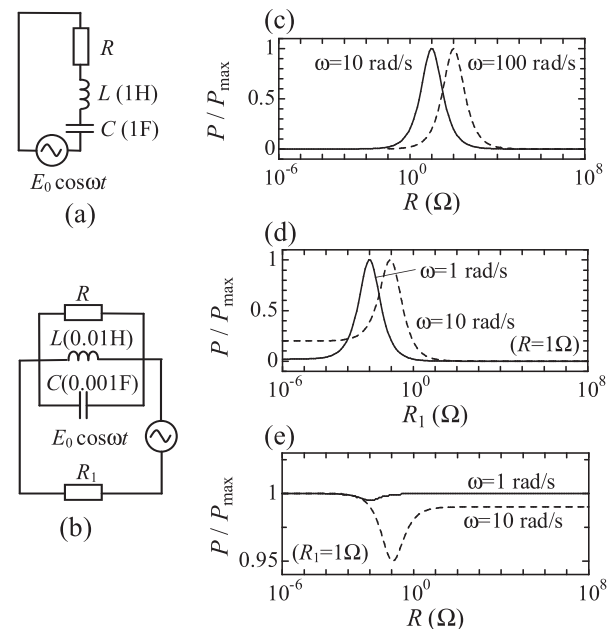 (a)
R
L (1H)
C (1F)
E₀ cosωt
(b)
R
L(0.01H)
C(0.001F)
E₀ cosωt
R₁
(c)
ω=10 rad/s
ω=100 rad/s
P / Pmax
1
0.5
0
10⁻⁶
10⁰
10⁸
R (Ω)
(d)
ω=1 rad/s
ω=10 rad/s
(R=1Ω)
P / Pmax
1
0.5
0
10⁻⁶
10⁰
10⁸
R₁ (Ω)
(e)
ω=1 rad/s
ω=10 rad/s
(R₁=1Ω)
P / Pmax
1
0.95
10⁻⁶
10⁰
10⁸
R (Ω)